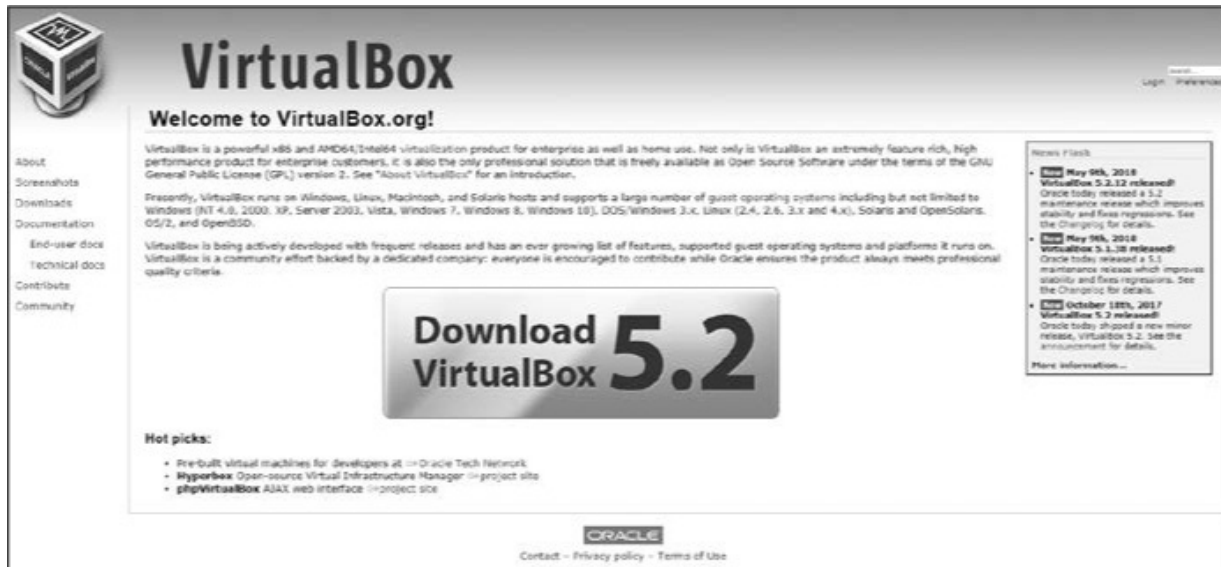 ORACLE
VirtualBox
VirtualBox
search...
Login Preferences
Welcome to VirtualBox.org!
About
Screenshots
Downloads
Documentation
End-user docs
Technical docs
Contribute
Community
VirtualBox is a powerful x86 and AMD64/Intel64 virtualization product for enterprise as well as home use. Not only is VirtualBox an extremely feature rich, high
performance product for enterprise customers, it is also the only professional solution that is freely available as Open Source Software under the terms of the GNU
General Public License (GPL) version 2. See "About VirtualBox" for an introduction.
Presently, VirtualBox runs on Windows, Linux, Macintosh, and Solaris hosts and supports a large number of guest operating systems including but not limited to
Windows (NT 4.0, 2000, XP, Server 2003, Vista, Windows 7, Windows 8, Windows 10), DOS/Windows 3.x, Linux (2.4, 2.6, 3.x and 4.x), Solaris and OpenSolaris,
OS/2, and OpenBSD.
VirtualBox is being actively developed with frequent releases and has an ever growing list of features, supported guest operating systems and platforms it runs on.
VirtualBox is a community effort backed by a dedicated company: everyone is encouraged to contribute while Oracle ensures the product always meets professional
quality criteria.
Download
VirtualBox 5.2
Hot picks:
• Pre-built virtual machines for developers at Oracle Tech Network
• Hyperbox Open-source Virtual Infrastructure Manager project site
• phpVirtualBox AJAX web interface project site
News Flash
• New May 9th, 2018
VirtualBox 5.2.12 released!
Oracle today released a 5.2
maintenance release which improves
stability and fixes regressions. See
the Changelog for details.
• New May 9th, 2018
VirtualBox 5.1.38 released!
Oracle today released a 5.1
maintenance release which improves
stability and fixes regressions. See
the Changelog for details.
• New October 18th, 2017
VirtualBox 5.2 released!
Oracle today shipped a new minor
release, VirtualBox 5.2. See the
announcement for details.
More information...
ORACLE
Contact – Privacy policy – Terms of Use